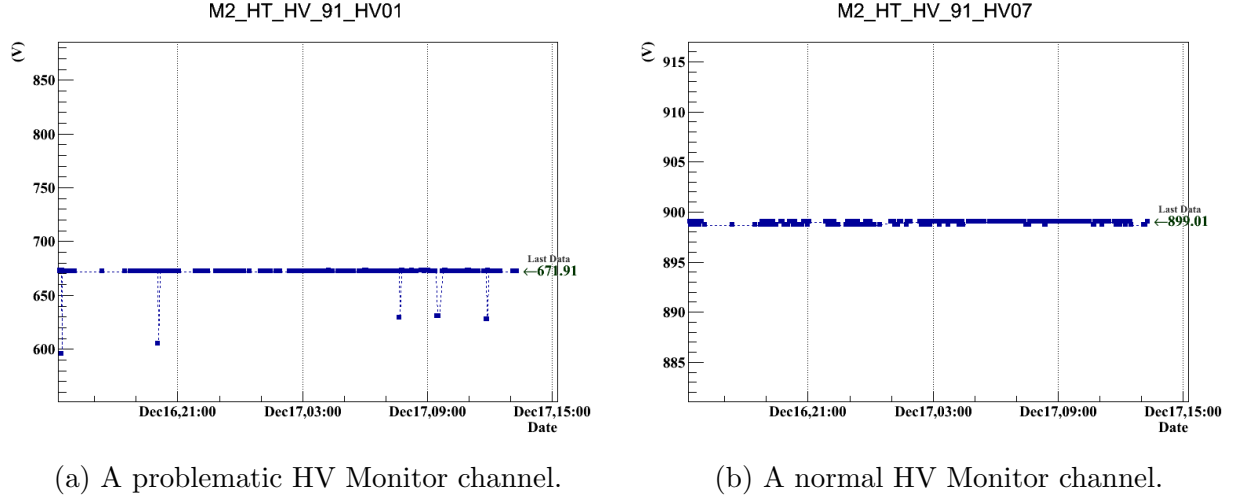 M2_HT_HV_91_HV01
(V)
850
800
750
700
650
600
Last Data
←671.91
Dec16,21:00 Dec17,03:00 Dec17,09:00 Dec17,15:00
Date
(a) A problematic HV Monitor channel.
M2_HT_HV_91_HV07
(V)
915
910
905
900
895
890
885
Last Data
←899.01
Dec16,21:00 Dec17,03:00 Dec17,09:00 Dec17,15:00
Date
(b) A normal HV Monitor channel.